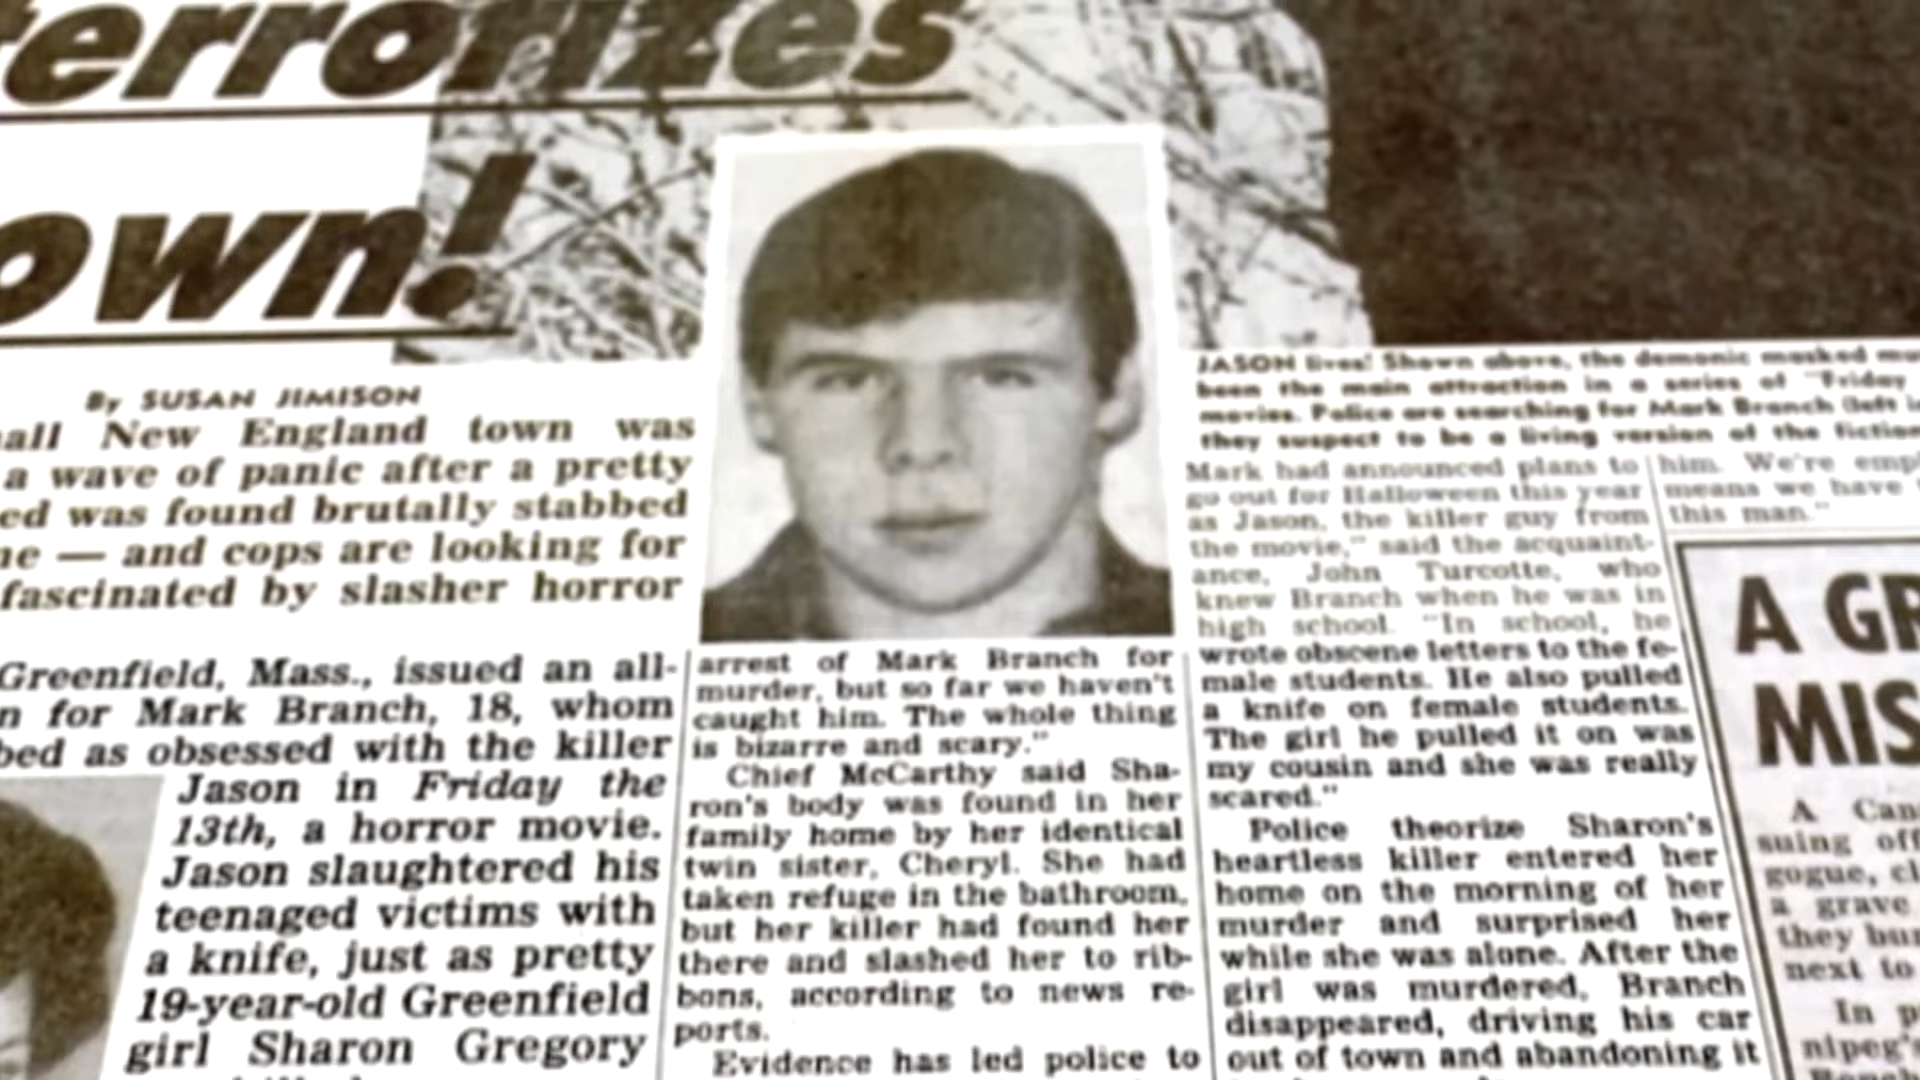 terrorizes
own!
By SUSAN JIMISON
all New England town was
a wave of panic after a pretty
ed was found brutally stabbed
ne — and cops are looking for
fascinated by slasher horror
Greenfield, Mass., issued an all-
n for Mark Branch, 18, whom
bed as obsessed with the killer
Jason in Friday the
13th, a horror movie.
Jason slaughtered his
teenaged victims with
a knife, just as pretty
19-year-old Greenfield
girl Sharon Gregory
arrest of Mark Branch for
murder, but so far we haven't
caught him. The whole thing
is bizarre and scary."
Chief McCarthy said Sha-
ron's body was found in her
family home by her identical
twin sister, Cheryl. She had
taken refuge in the bathroom,
but her killer had found her
there and slashed her to rib-
bons, according to news re-
ports.
Evidence has led police to
JASON lives! Shown above, the demonic masked mu
been the main attraction in a series of "Friday
movies. Police are searching for Mark Branch (left i
they suspect to be a living version of the fiction
Mark had announced plans to
go out for Halloween this year
as Jason, the killer guy from
the movie," said the acquaint-
ance, John Turcotte, who
knew Branch when he was in
high school. "In school, he
wrote obscene letters to the fe-
male students. He also pulled
a knife on female students.
The girl he pulled it on was
my cousin and she was really
scared."
Police theorize Sharon's
heartless killer entered her
home on the morning of her
murder and surprised her
while she was alone. After the
girl was murdered, Branch
disappeared, driving his car
out of town and abandoning it
him. We're emp
means we have
this man."
A GR
MIS
A Can
suing off
gogue, cl
a grave
they bur
next to
In p
nipeg's